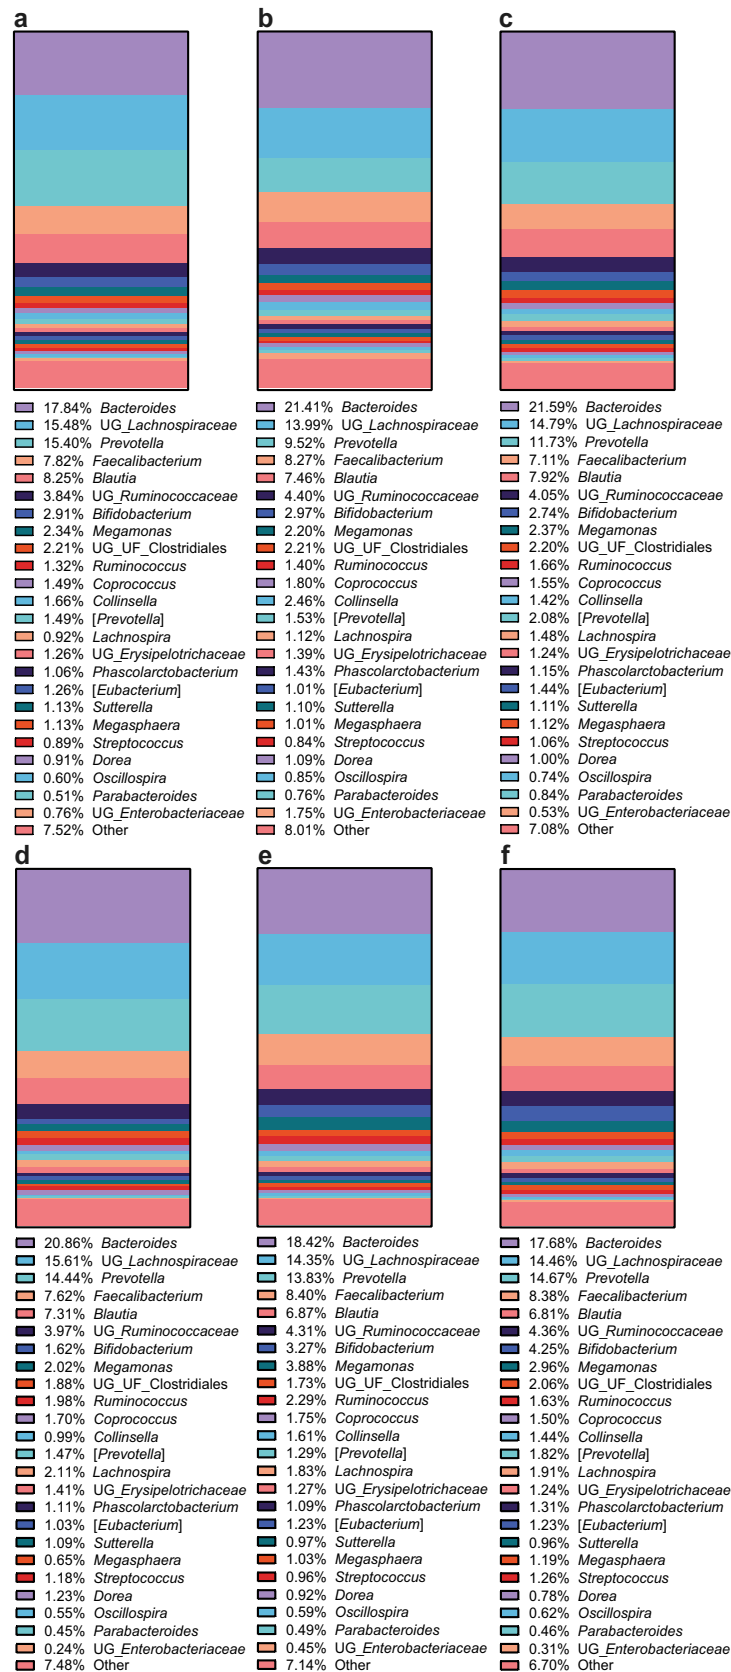 a
17.84% Bacteroides
15.48% UG_Lachnospiraceae
15.40% Prevotella
7.82% Faecalibacterium
8.25% Blautia
3.84% UG_Ruminococcaceae
2.91% Bifidobacterium
2.34% Megamonas
2.21% UG_UF_Clostridiales
1.32% Ruminococcus
1.49% Coprococcus
1.66% Collinsella
1.49% [Prevotella]
0.92% Lachnospira
1.26% UG_Erysipelotrichaceae
1.06% Phascolarctobacterium
1.26% [Eubacterium]
1.13% Sutterella
1.13% Megasphaera
0.89% Streptococcus
0.91% Dorea
0.60% Oscillospira
0.51% Parabacteroides
0.76% UG_Enterobacteriaceae
7.52% Other
b
21.41% Bacteroides
13.99% UG_Lachnospiraceae
9.52% Prevotella
8.27% Faecalibacterium
7.46% Blautia
4.40% UG_Ruminococcaceae
2.97% Bifidobacterium
2.20% Megamonas
2.21% UG_UF_Clostridiales
1.40% Ruminococcus
1.80% Coprococcus
2.46% Collinsella
1.53% [Prevotella]
1.12% Lachnospira
1.39% UG_Erysipelotrichaceae
1.43% Phascolarctobacterium
1.01% [Eubacterium]
1.10% Sutterella
1.01% Megasphaera
0.84% Streptococcus
1.09% Dorea
0.85% Oscillospira
0.76% Parabacteroides
1.75% UG_Enterobacteriaceae
8.01% Other
c
21.59% Bacteroides
14.79% UG_Lachnospiraceae
11.73% Prevotella
7.11% Faecalibacterium
7.92% Blautia
4.05% UG_Ruminococcaceae
2.74% Bifidobacterium
2.37% Megamonas
2.20% UG_UF_Clostridiales
1.66% Ruminococcus
1.55% Coprococcus
1.42% Collinsella
2.08% [Prevotella]
1.48% Lachnospira
1.24% UG_Erysipelotrichaceae
1.15% Phascolarctobacterium
1.44% [Eubacterium]
1.11% Sutterella
1.12% Megasphaera
1.06% Streptococcus
1.00% Dorea
0.74% Oscillospira
0.84% Parabacteroides
0.53% UG_Enterobacteriaceae
7.08% Other
d
20.86% Bacteroides
15.61% UG_Lachnospiraceae
14.44% Prevotella
7.62% Faecalibacterium
7.31% Blautia
3.97% UG_Ruminococcaceae
1.62% Bifidobacterium
2.02% Megamonas
1.88% UG_UF_Clostridiales
1.98% Ruminococcus
1.70% Coprococcus
0.99% Collinsella
1.47% [Prevotella]
2.11% Lachnospira
1.41% UG_Erysipelotrichaceae
1.11% Phascolarctobacterium
1.03% [Eubacterium]
1.09% Sutterella
0.65% Megasphaera
1.18% Streptococcus
1.23% Dorea
0.55% Oscillospira
0.45% Parabacteroides
0.24% UG_Enterobacteriaceae
7.48% Other
e
18.42% Bacteroides
14.35% UG_Lachnospiraceae
13.83% Prevotella
8.40% Faecalibacterium
6.87% Blautia
4.31% UG_Ruminococcaceae
3.27% Bifidobacterium
3.88% Megamonas
1.73% UG_UF_Clostridiales
2.29% Ruminococcus
1.75% Coprococcus
1.61% Collinsella
1.29% [Prevotella]
1.83% Lachnospira
1.27% UG_Erysipelotrichaceae
1.09% Phascolarctobacterium
1.23% [Eubacterium]
0.97% Sutterella
1.03% Megasphaera
0.96% Streptococcus
0.92% Dorea
0.59% Oscillospira
0.49% Parabacteroides
0.45% UG_Enterobacteriaceae
7.14% Other
f
17.68% Bacteroides
14.46% UG_Lachnospiraceae
14.67% Prevotella
8.38% Faecalibacterium
6.81% Blautia
4.36% UG_Ruminococcaceae
4.25% Bifidobacterium
2.96% Megamonas
2.06% UG_UF_Clostridiales
1.63% Ruminococcus
1.50% Coprococcus
1.44% Collinsella
1.82% [Prevotella]
1.91% Lachnospira
1.24% UG_Erysipelotrichaceae
1.31% Phascolarctobacterium
1.23% [Eubacterium]
0.96% Sutterella
1.19% Megasphaera
1.26% Streptococcus
0.78% Dorea
0.62% Oscillospira
0.46% Parabacteroides
0.31% UG_Enterobacteriaceae
6.70% Other